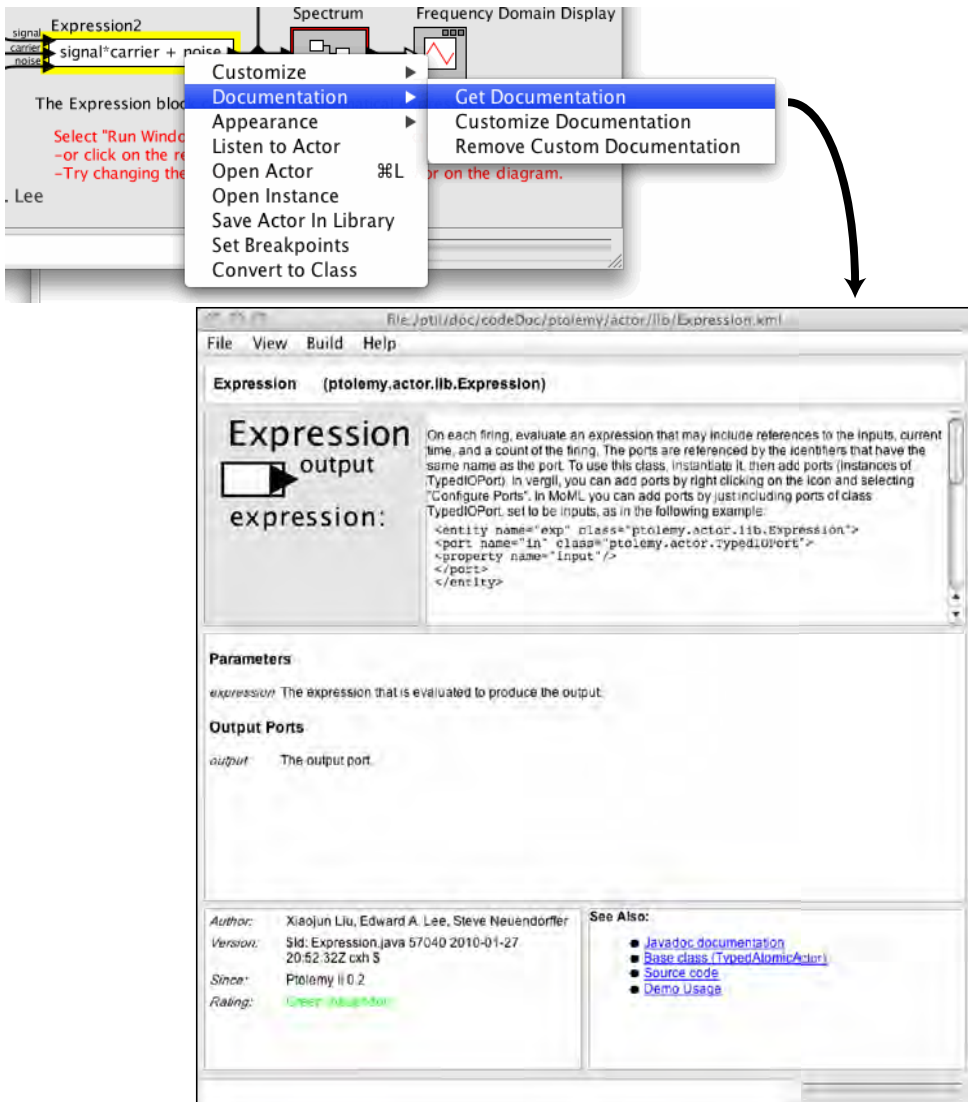 Spectrum
Frequency Domain Display
signal
Expression2
carrier
signal*carrier + noise
noise
Customize
Documentation
Get Documentation
The Expression bloc
Appearance
Customize Documentation
Select "Run Windo
Listen to Actor
Remove Custom Documentation
-or click on the re
Open Actor ⌘L
-Try changing the
or on the diagram.
. Lee
Open Instance
Save Actor In Library
Set Breakpoints
Convert to Class
file:/ptII/doc/codeDoc/ptolemy/actor/lib/Expression.xml
File View Build Help
Expression (ptolemy.actor.lib.Expression)
Expression
output
expression:
On each firing, evaluate an expression that may include references to the inputs, current
time, and a count of the firing. The ports are referenced by the identifiers that have the
same name as the port. To use this class, instantiate it, then add ports (instances of
TypedIOPort). In vergil, you can add ports by right clicking on the icon and selecting
"Configure Ports". In MoML you can add ports by just including ports of class
TypedIOPort, set to be inputs, as in the following example:
<entity name="exp" class="ptolemy.actor.lib.Expression">
<port name="in" class="ptolemy.actor.TypedIOPort">
<property name="input"/>
</port>
</entity>
Parameters
expression The expression that is evaluated to produce the output.
Output Ports
output The output port.
Author: Xiaojun Liu, Edward A. Lee, Steve Neuendorffer
Version: $Id: Expression.java 57040 2010-01-27
20:52:32Z cxh $
Since: Ptolemy II 0.2
Rating: Green
See Also:
Javadoc documentation
Base class (TypedAtomicActor)
Source code
Demo Usage